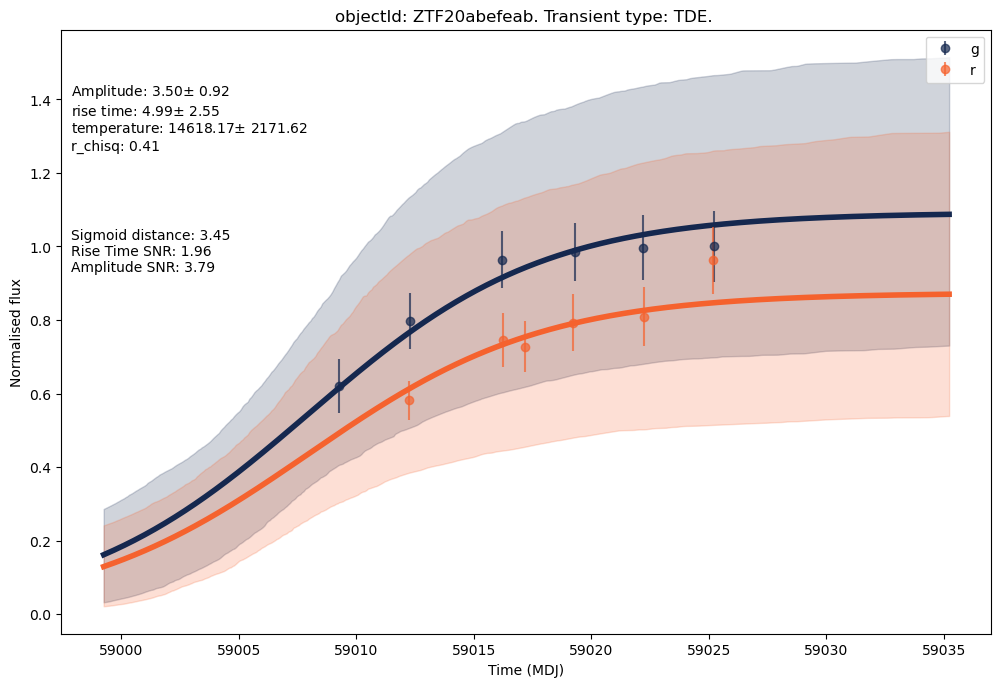 objectId: ZTF20abefeab. Transient type: TDE.
g
r
Amplitude: 3.50± 0.92
rise time: 4.99± 2.55
temperature: 14618.17± 2171.62
r_chisq: 0.41
Sigmoid distance: 3.45
Rise Time SNR: 1.96
Amplitude SNR: 3.79
Normalised flux
1.4
1.2
1.0
0.8
0.6
0.4
0.2
0.0
59000 59005 59010 59015 59020 59025 59030 59035
Time (MDJ)